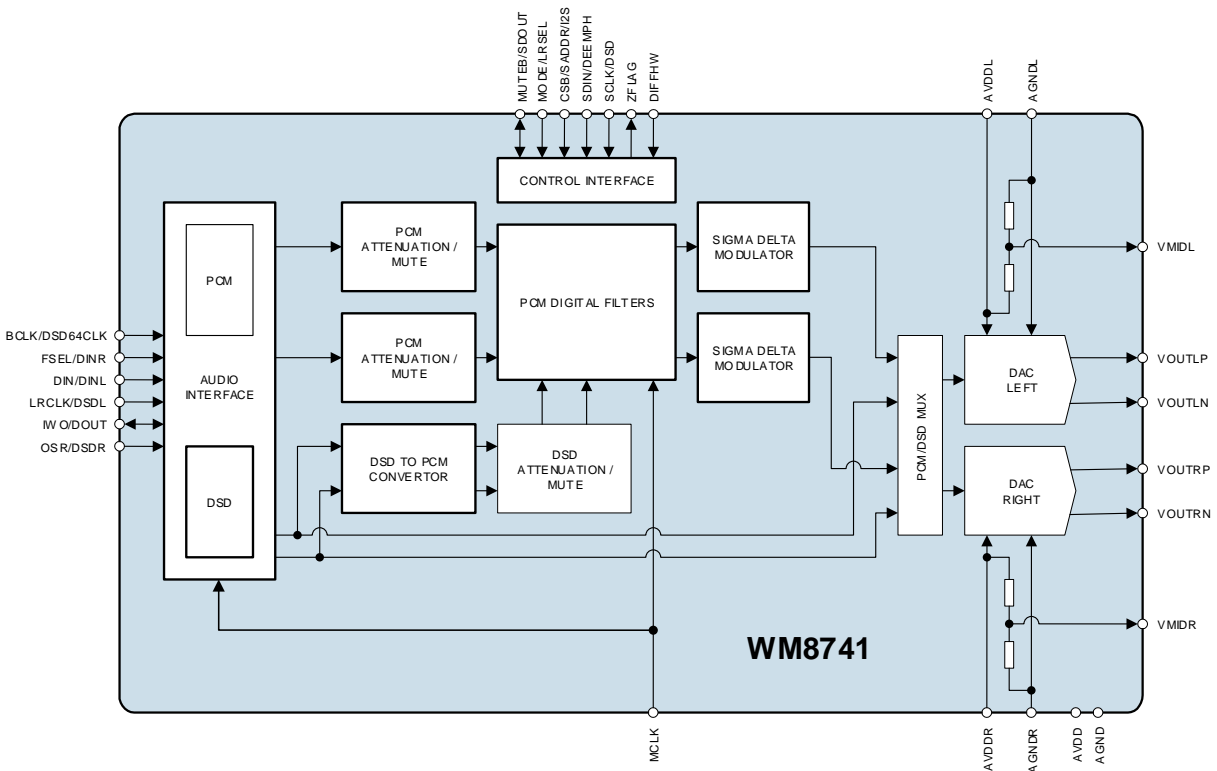 MUTEB/SDOUT
MODE/LRSEL
CSB/SADDR/I2S
SDIN/DEEMPH
SCLK/DSD
ZFLAG
DIFFHW
AVDDL
AGNDL
CONTROL INTERFACE
PCM
PCM
ATTENUATION /
MUTE
PCM DIGITAL FILTERS
SIGMA DELTA
MODULATOR
VMIDL
BCLK/DSD64CLK
FSEL/DINR
DIN/DINL
LRCLK/DSDL
IWO/DOUT
OSR/DSDR
AUDIO
INTERFACE
PCM
ATTENUATION /
MUTE
SIGMA DELTA
MODULATOR
PCM/DSD MUX
DAC
LEFT
VOUTLP
VOUTLN
DSD
DSD TO PCM
CONVERTOR
DSD
ATTENUATION /
MUTE
DAC
RIGHT
VOUTRP
VOUTRN
VMIDR
WM8741
MCLK
AVDDR
AGNDR
AVDD
AGND